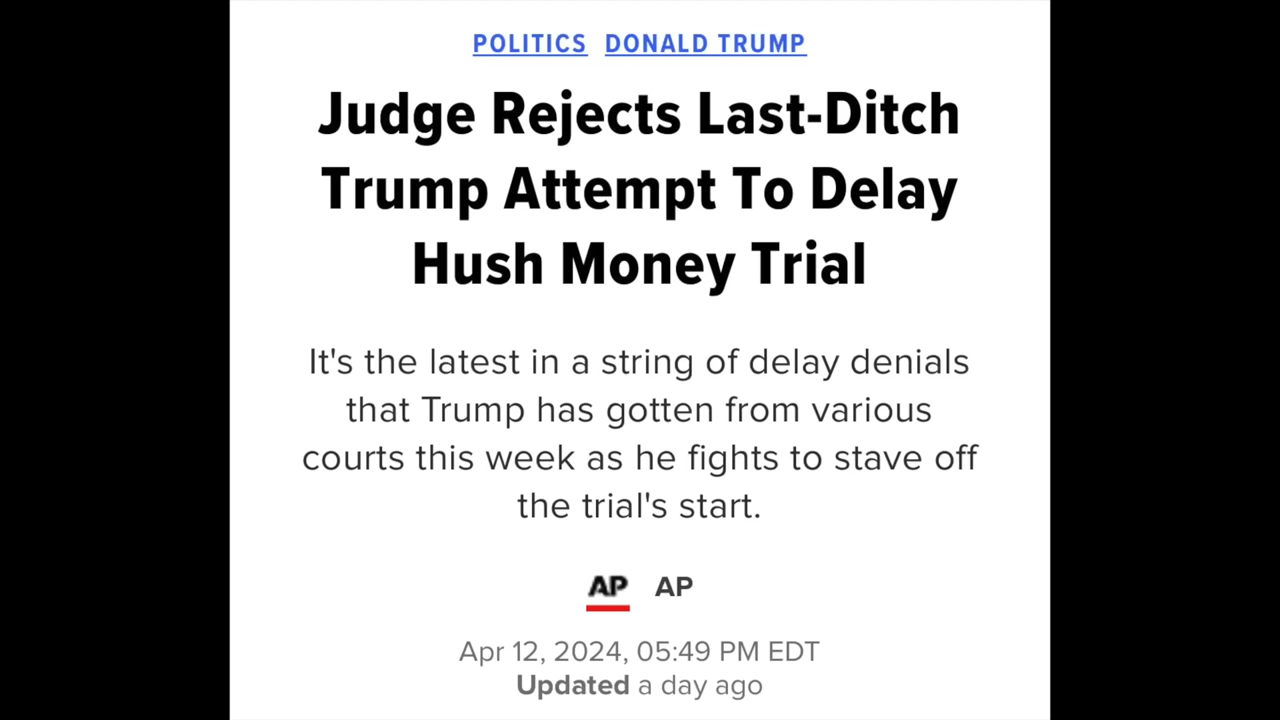 POLITICS DONALD TRUMP
Judge Rejects Last-Ditch
Trump Attempt To Delay
Hush Money Trial
It's the latest in a string of delay denials
that Trump has gotten from various
courts this week as he fights to stave off
the trial's start.
AP AP
Apr 12, 2024, 05:49 PM EDT
Updated a day ago